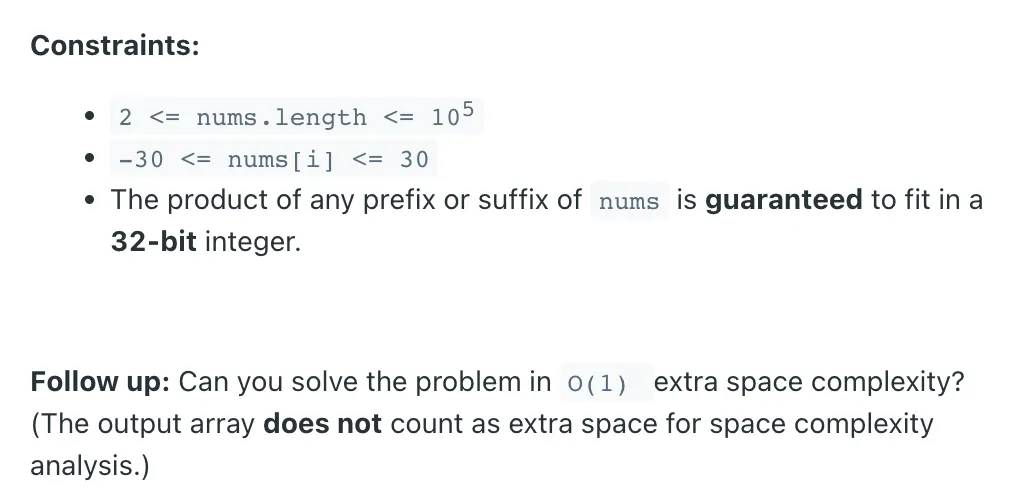 Constraints:
• 2 <= nums.length <= 10⁵
• -30 <= nums[i] <= 30
• The product of any prefix or suffix of nums is guaranteed to fit in a
32-bit integer.
Follow up: Can you solve the problem in O(1) extra space complexity?
(The output array does not count as extra space for space complexity
analysis.)